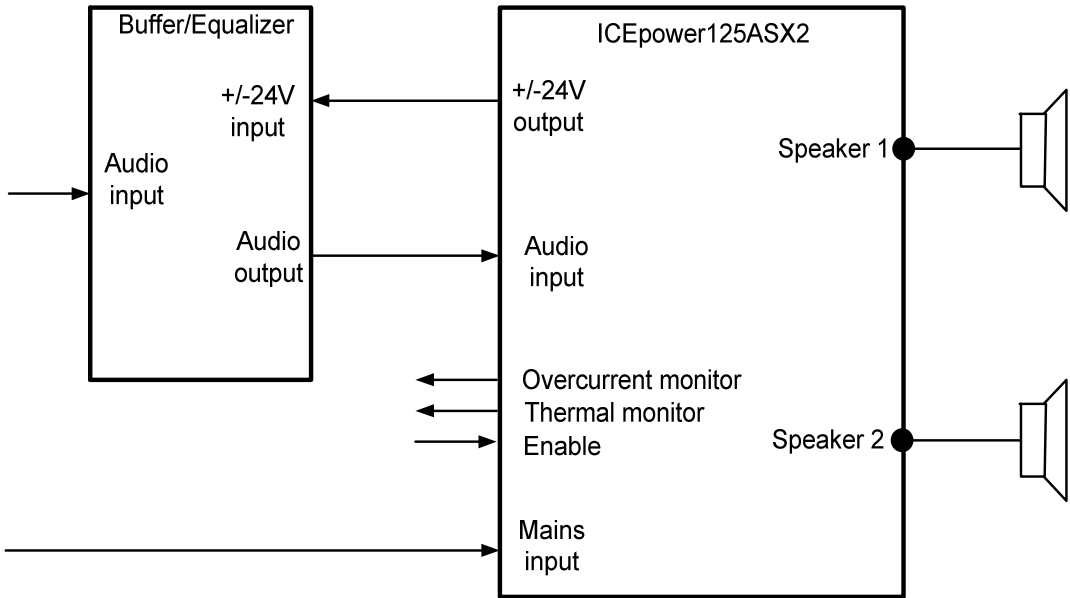 Buffer/Equalizer
+/-24V
input
Audio
input
Audio
output
ICEpower125ASX2
+/-24V
output
Speaker 1
Audio
input
Overcurrent monitor
Thermal monitor
Enable
Speaker 2
Mains
input